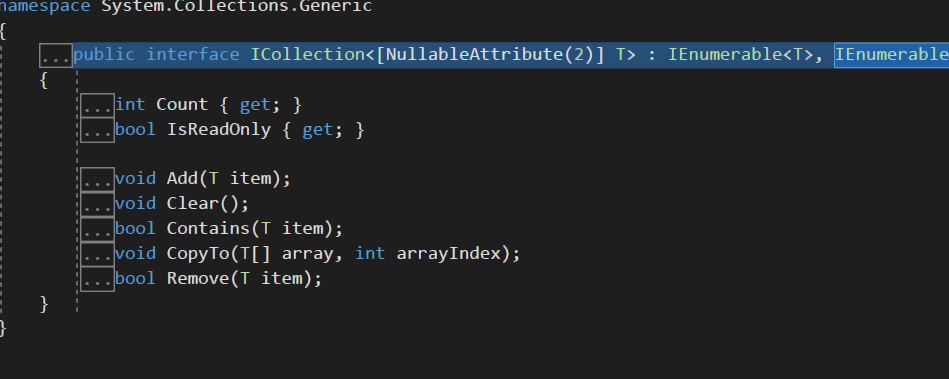 namespace System.Collections.Generic
{
...public interface ICollection<[NullableAttribute(2)] T> : IEnumerable<T>, IEnumerable
{
...int Count { get; }
...bool IsReadOnly { get; }
...void Add(T item);
...void Clear();
...bool Contains(T item);
...void CopyTo(T[] array, int arrayIndex);
...bool Remove(T item);
}
}